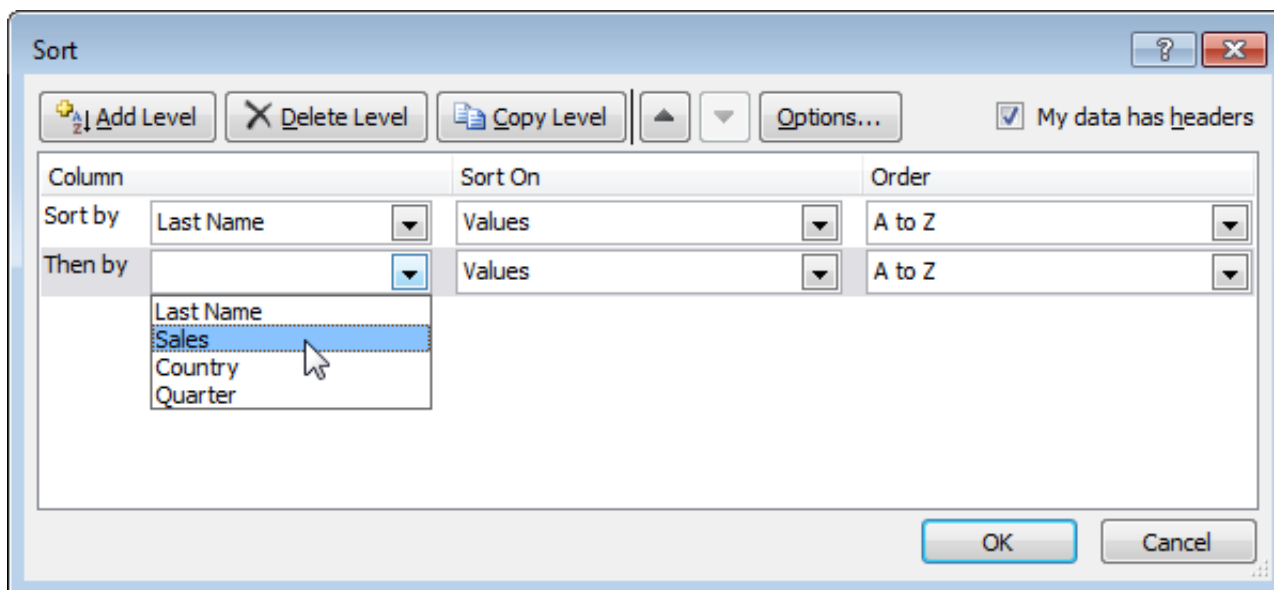 Sort
Add Level Delete Level Copy Level Options... My data has headers
Column Sort On Order
Sort by Last Name Values A to Z
Then by Values A to Z
Last Name
Sales
Country
Quarter
OK Cancel